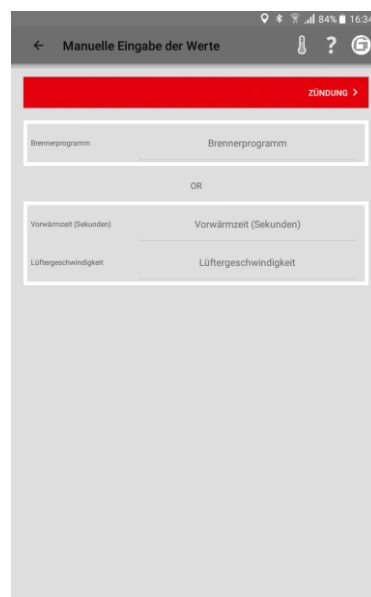 84% 16:34
Manuelle Eingabe der Werte ?
ZÜNDUNG >
Brennerprogramm Brennerprogramm
OR
Vorwärmzeit (Sekunden) Vorwärmzeit (Sekunden)
Lüftergeschwindigkeit Lüftergeschwindigkeit